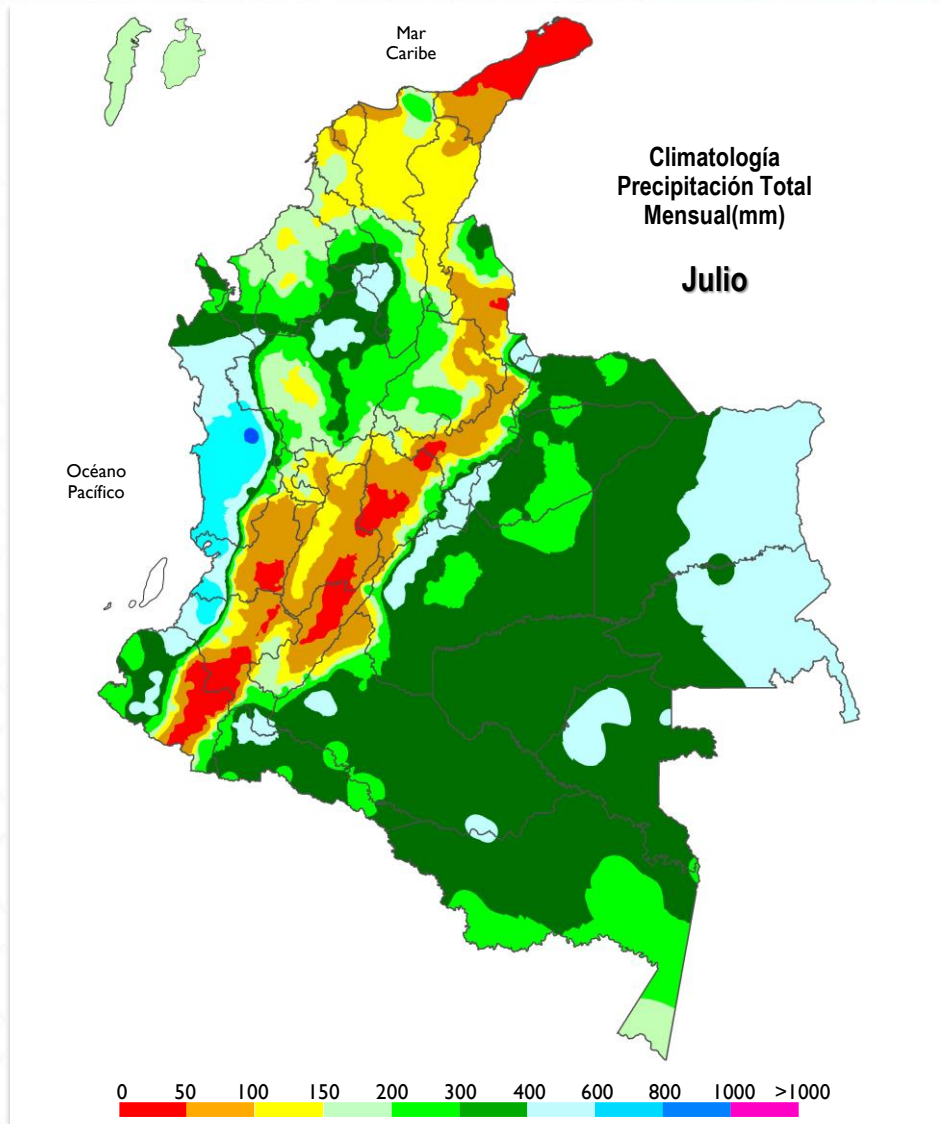 Mar
Caribe
Climatología
Precipitación Total
Mensual(mm)
Julio
Océano
Pacífico
0 50 100 150 200 300 400 600 800 1000 >1000